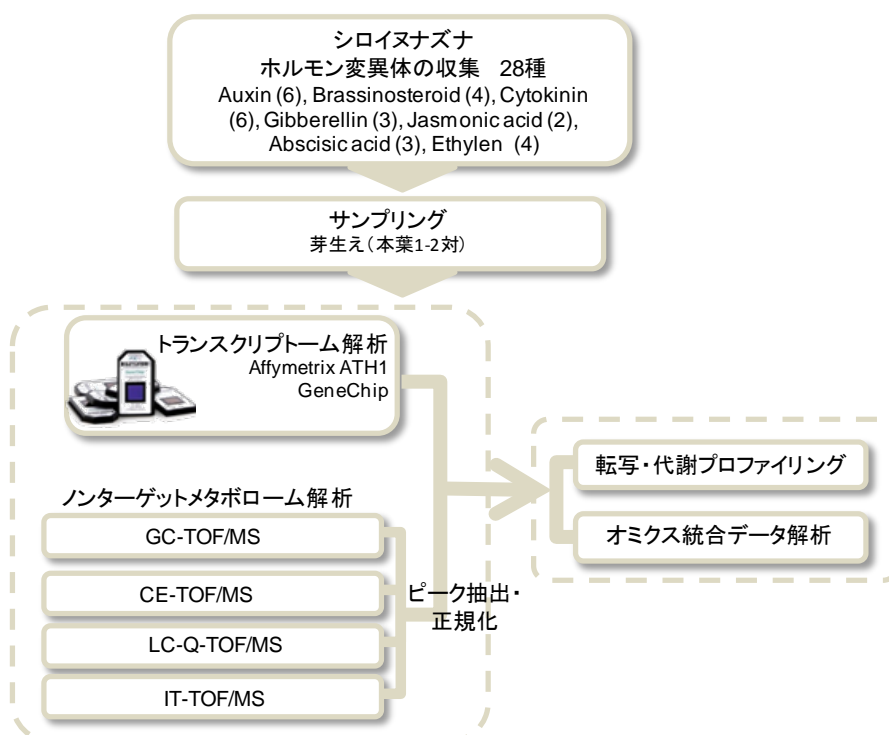 シロイヌナズナ
ホルモン変異体の収集 28種
Auxin (6), Brassinosteroid (4), Cytokinin
(6), Gibberellin (3), Jasmonic acid (2),
Abscisic acid (3), Ethylen (4)
サンプリング
芽生え(本葉1-2対)
トランスクリプトーム解析
Affymetrix ATH1
GeneChip
ノンターゲットメタボローム解析
GC-TOF/MS
CE-TOF/MS
LC-Q-TOF/MS
IT-TOF/MS
ピーク抽出・
正規化
転写・代謝プロファイリング
オミクス統合データ解析